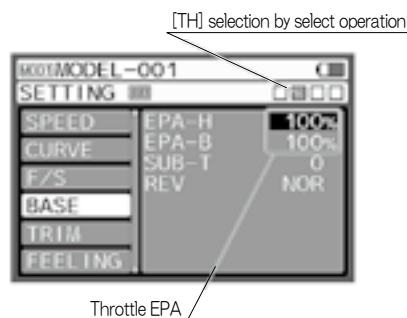 [TH] selection by select operation
MODEL-001
SETTING
SPEED EPA-H 100%
CURVE EPA-B 100%
F/S SUB-T 0
BASE REV NOR
TRIM
FEELING
Throttle EPA